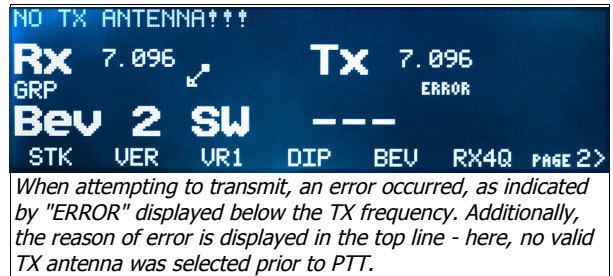 NO TX ANTENNA!!!
Rx 7.096 Tx 7.096
GRP ERROR
Bev 2 SW ---
STK VER VR1 DIP BEV RX4Q PAGE 2>
When attempting to transmit, an error occurred, as indicated
by "ERROR" displayed below the TX frequency. Additionally,
the reason of error is displayed in the top line - here, no valid
TX antenna was selected prior to PTT.